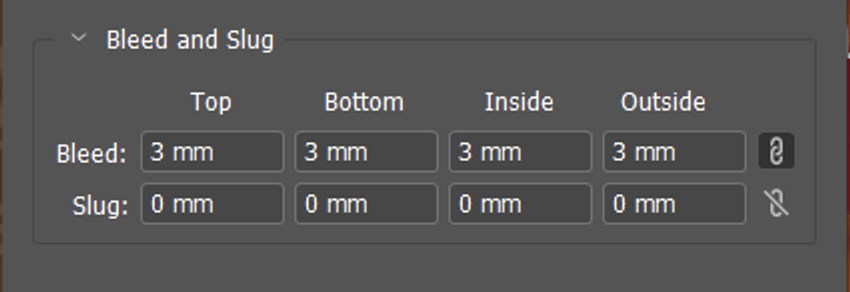 Bleed and Slug
Top Bottom Inside Outside
Bleed: 3 mm 3 mm 3 mm 3 mm
Slug: 0 mm 0 mm 0 mm 0 mm